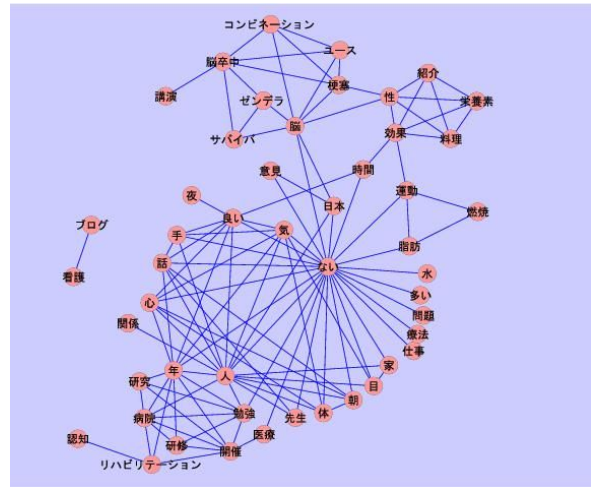 コンビネーション
ユース
脳卒中
紹介
梗塞
講演
ゼンデラ
性
栄養素
脳
効果
料理
サバイバ
意見
時間
夜
運動
日本
良い
燃焼
ブログ
手
気
脂肪
話
ない
水
看護
心
多い
関係
問題
療法
仕事
家
年
人
研究
目
朝
病院
勉強
先生
体
認知
研修
医療
開催
リハビリテーション